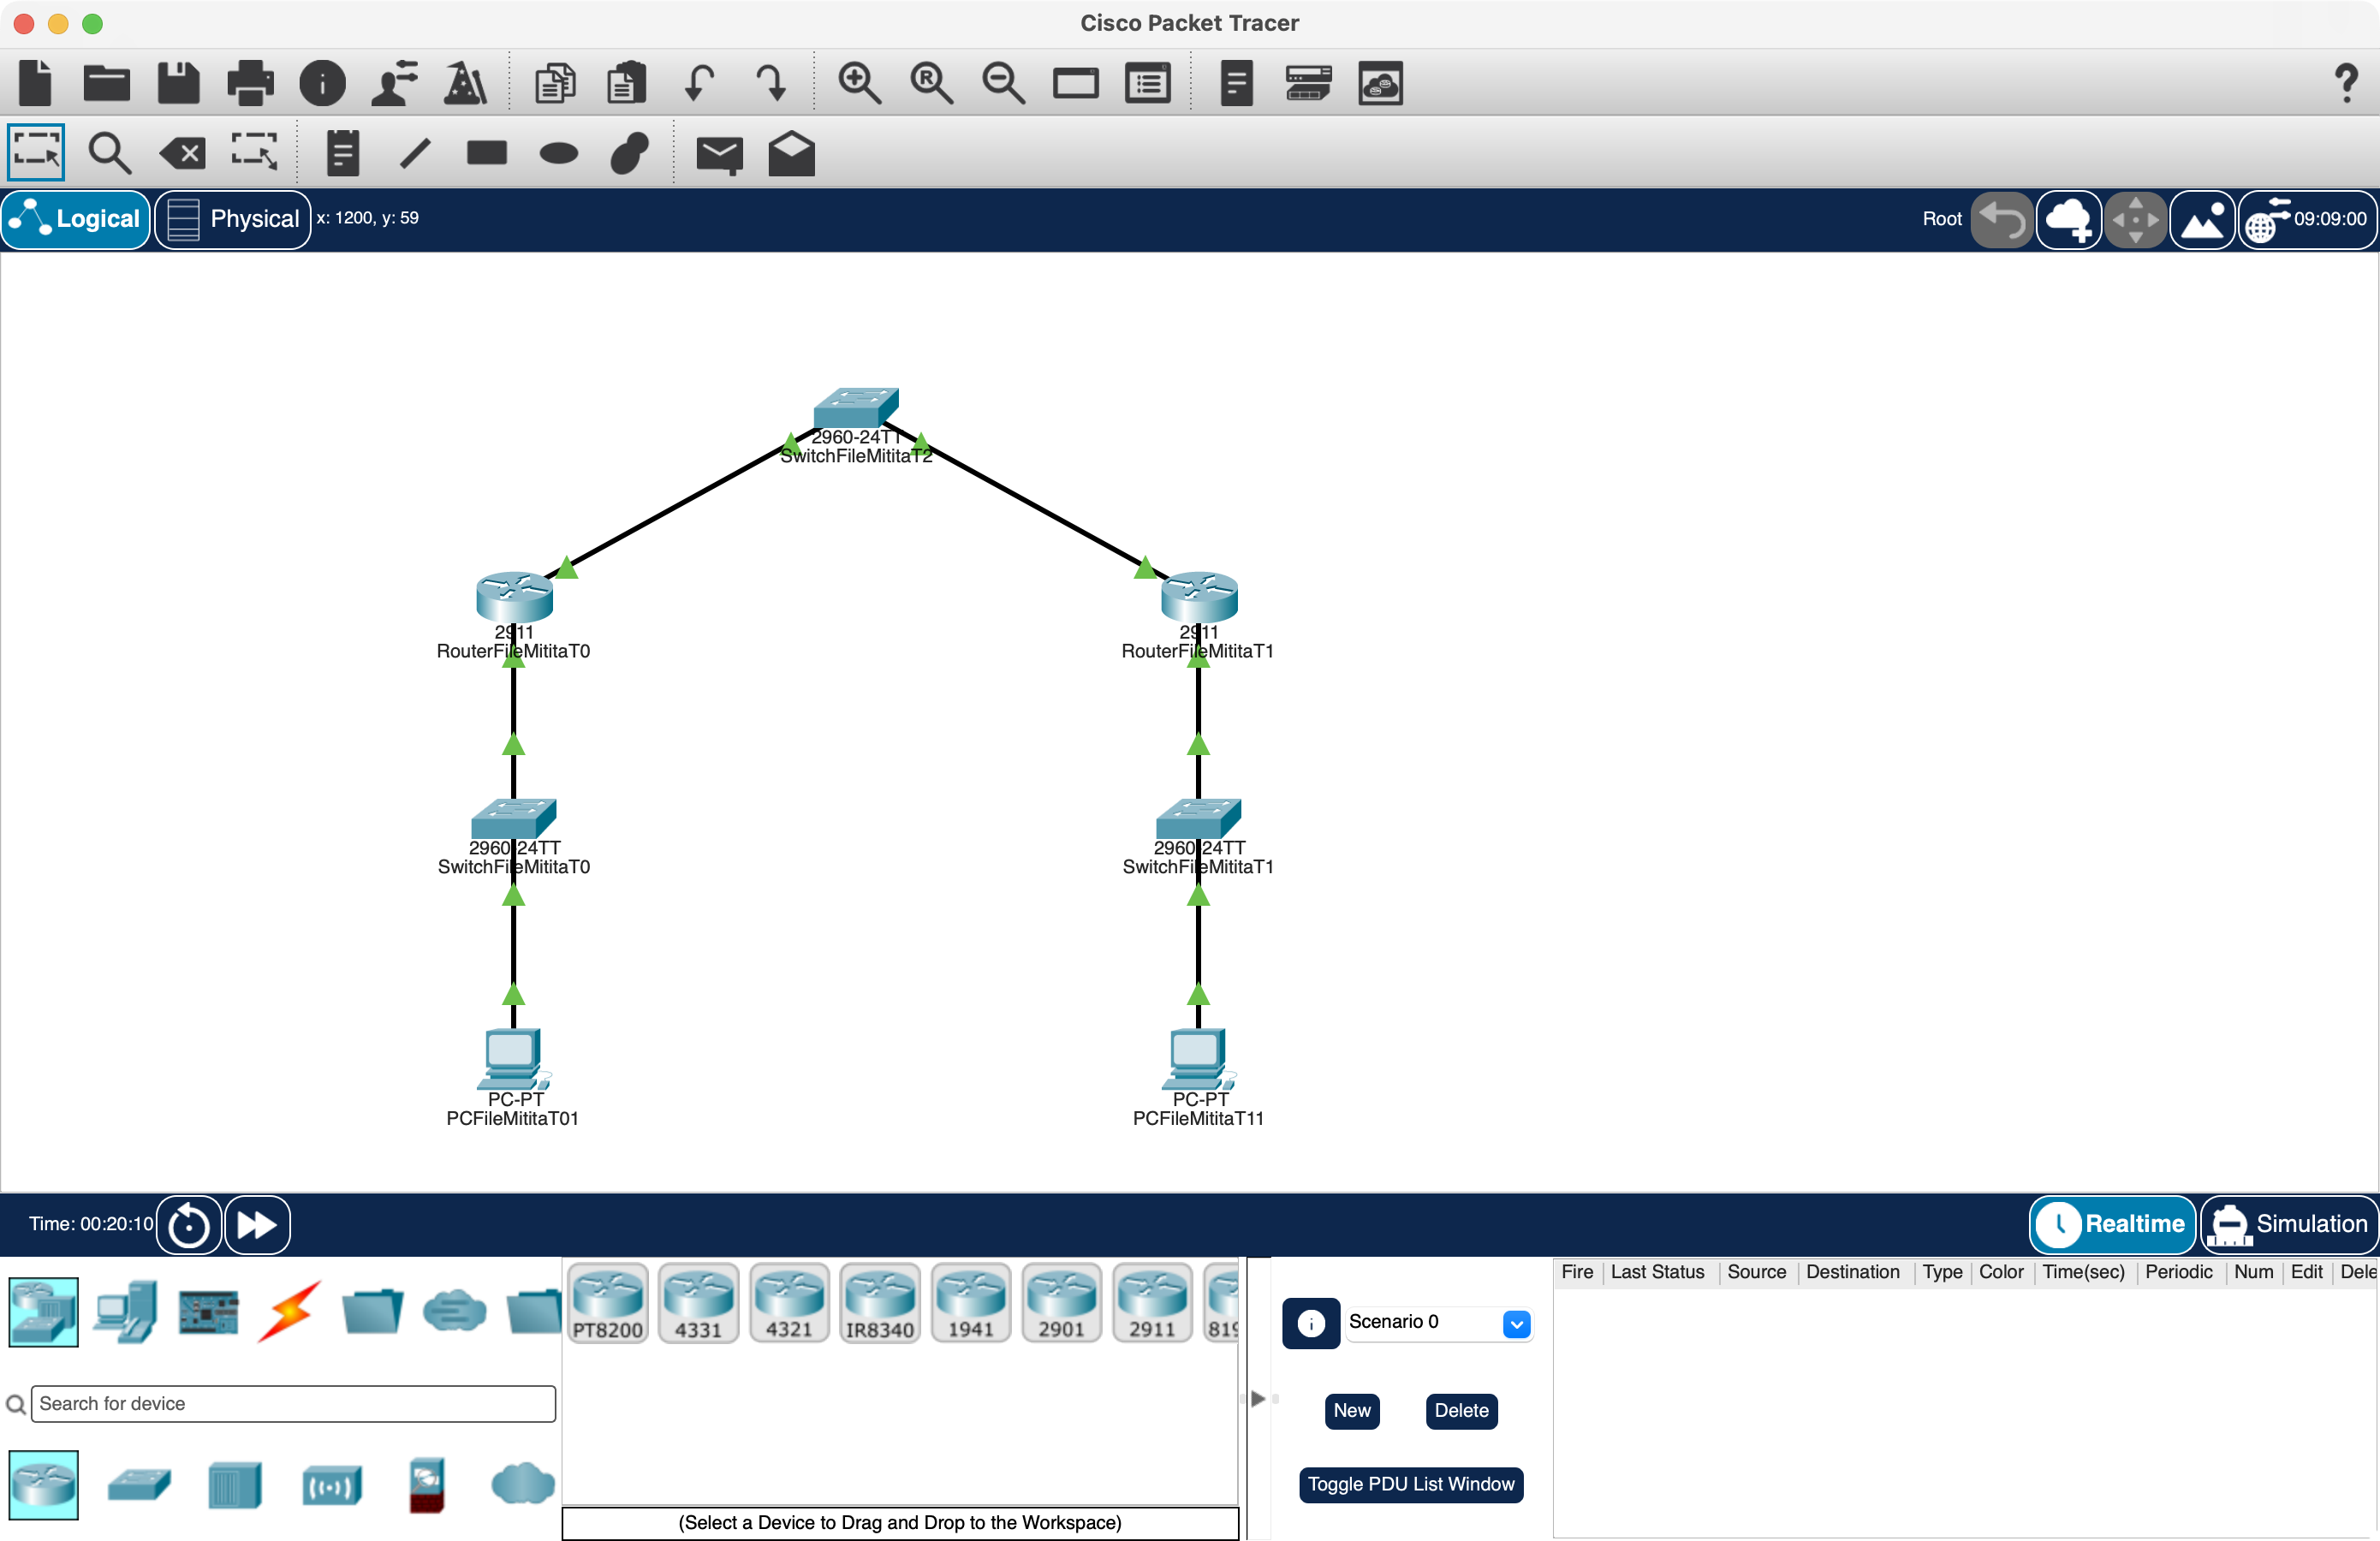 Cisco Packet Tracer
Logical
Physical
x: 1200, y: 59
Root
09:09:00
2960-24TT
SwitchFileMititaT2
2911
RouterFileMititaT0
2911
RouterFileMititaT1
2960-24TT
SwitchFileMititaT0
2960-24TT
SwitchFileMititaT1
PC-PT
PCFileMititaT01
PC-PT
PCFileMititaT11
Time: 00:20:10
Realtime
Simulation
PT8200
4331
4321
IR8340
1941
2901
2911
819
Search for device
(Select a Device to Drag and Drop to the Workspace)
Scenario 0
New
Delete
Toggle PDU List Window
Fire Last Status Source Destination Type Color Time(sec) Periodic Num Edit Dele